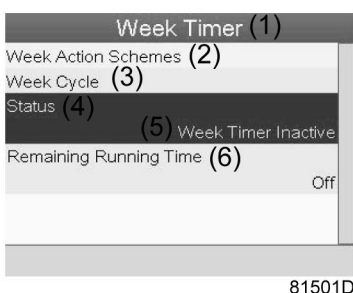 Week Timer (1)
Week Action Schemes (2)
Week Cycle (3)
Status (4)
(5) Week Timer Inactive
Remaining Running Time (6)
Off
81501D